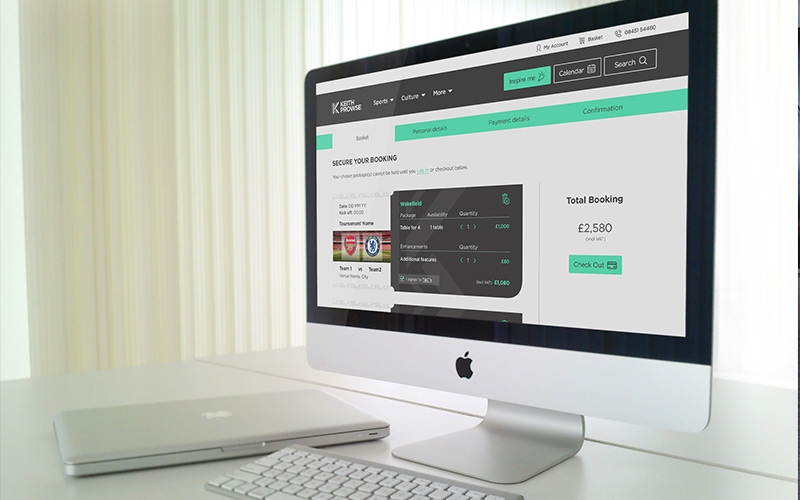 My Account
Basket
08451 54460
KEITH
PROWSE
Sports
Culture
More
Inspire me
Calendar
Search
Basket
Personal details
Payment details
Confirmation
SECURE YOUR BOOKING
Your chosen package(s) cannot be held until you Log in or checkout below.
Date: DD MM YY
Kick off: 00:00
Tournament Name
Arsenal
Team 1 vs Team2
Venue Name, City
Wakefield
Package Availability Quantity
Table for 4 1 table 1 £1,000
Enhancements Quantity
Additional features 1 £80
I agree to T&C's
(incl VAT) £1,080
Total Booking
£2,580
(incl VAT)
Check Out